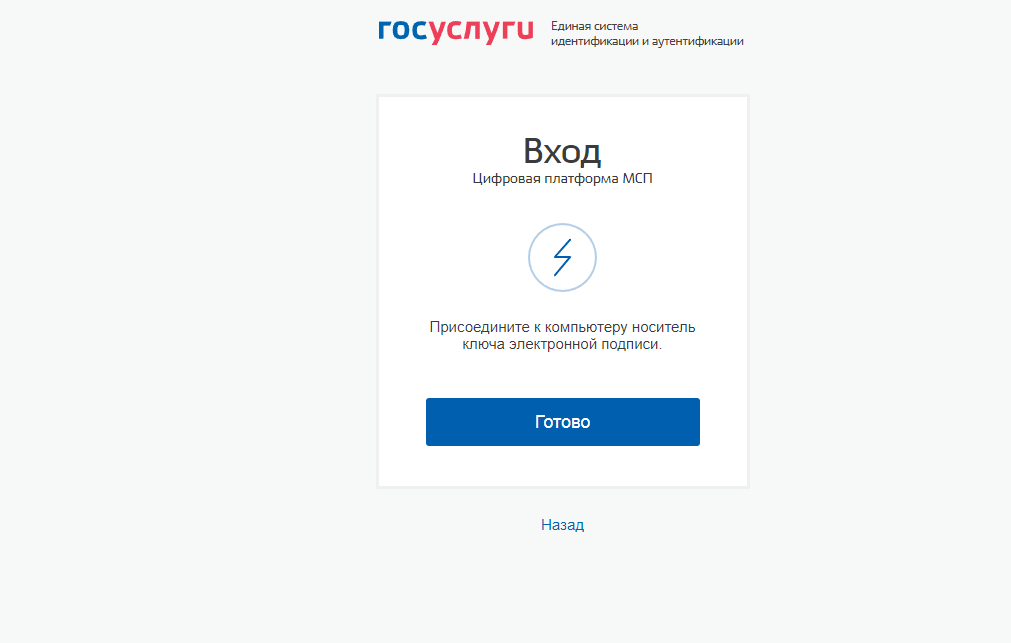 госуслуги
Единая система
идентификации и аутентификации
Вход
Цифровая платформа МСП
Присоедините к компьютеру носитель
ключа электронной подписи.
Готово
Назад